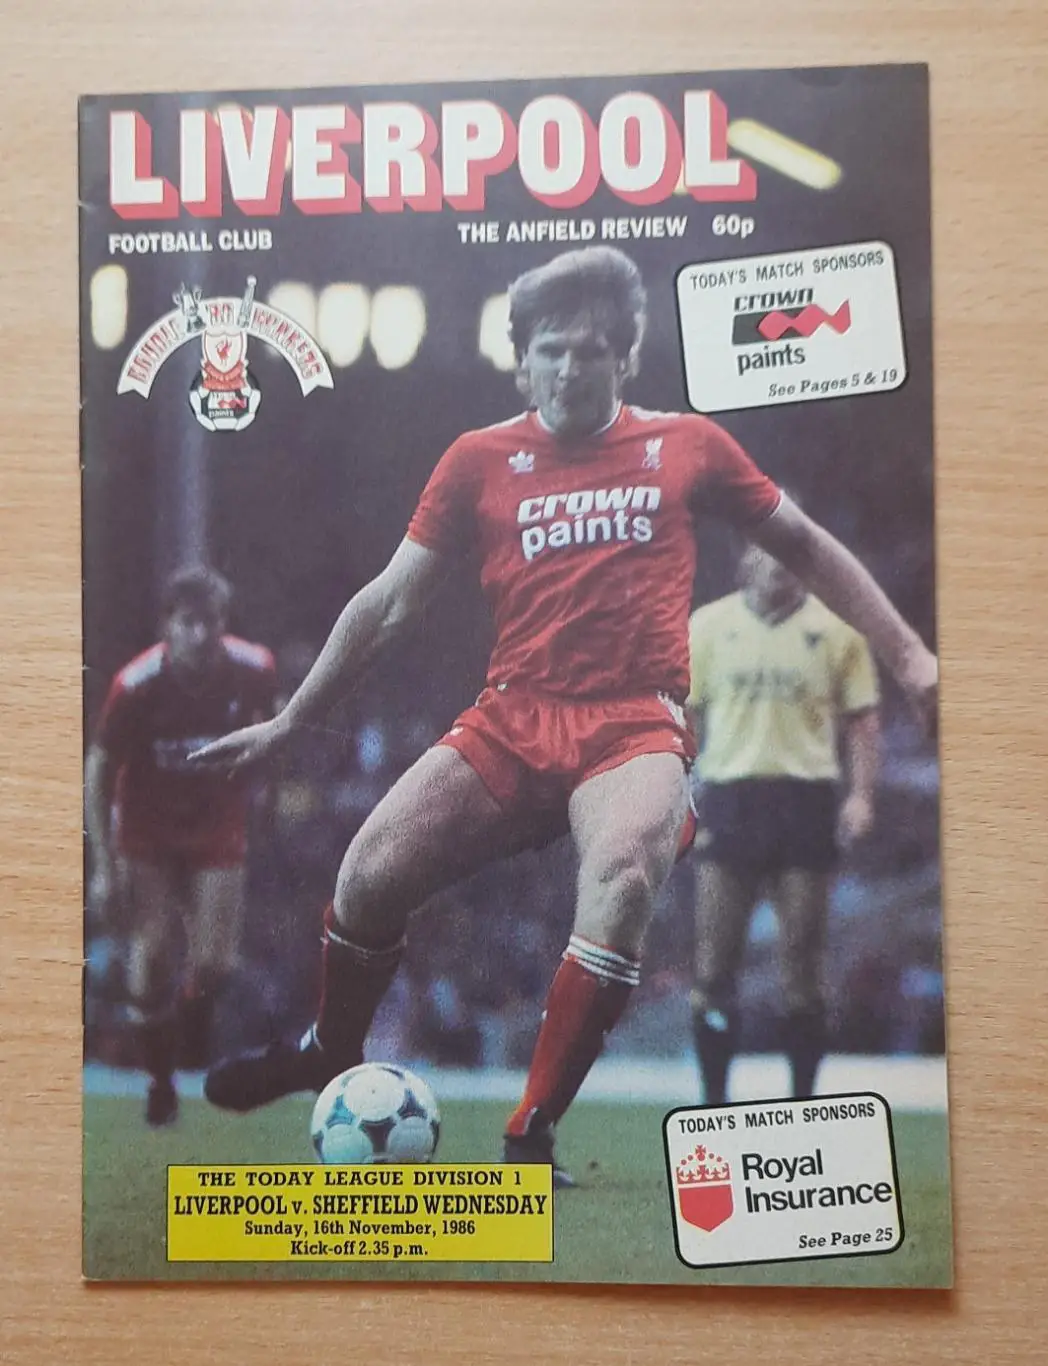 LIVERPOOL
FOOTBALL CLUB
THE ANFIELD REVIEW 60p
TODAY'S MATCH SPONSORS
crown
paints
See Pages 5 & 19
crown
paints
TODAY'S MATCH SPONSORS
Royal
Insurance
See Page 25
THE TODAY LEAGUE DIVISION 1
LIVERPOOL v. SHEFFIELD WEDNESDAY
Sunday, 16th November, 1986
Kick-off 2.35 p.m.